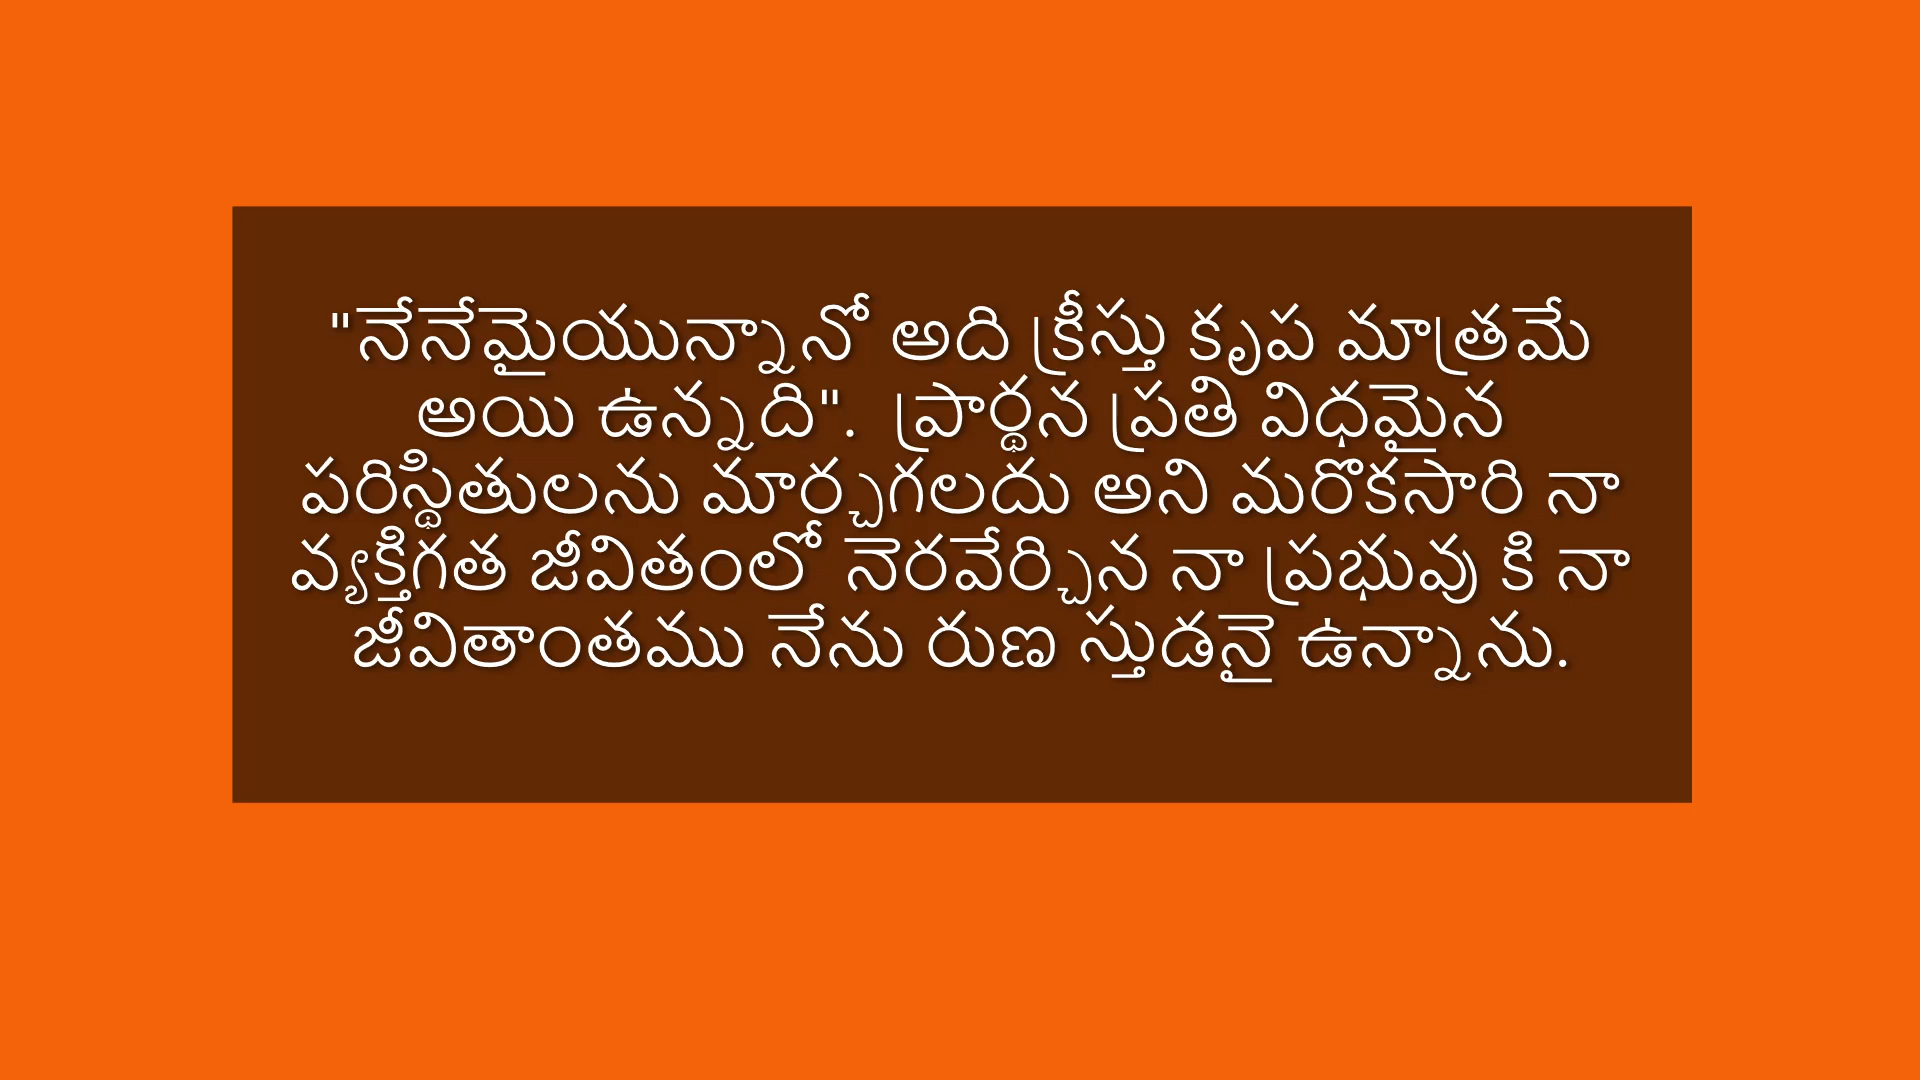 "నేనేమైయున్నానో అది క్రీస్తు కృప మాత్రమే
అయి ఉన్నది".  ప్రార్ధన ప్రతి విధమైన
పరిస్థితులను మార్చగలదు అని మరొకసారి నా
వ్యక్తిగత జీవితంలో నెరవేర్చిన నా ప్రభువు కి నా
జీవితాంతము నేను రుణ స్తుడనై ఉన్నాను.